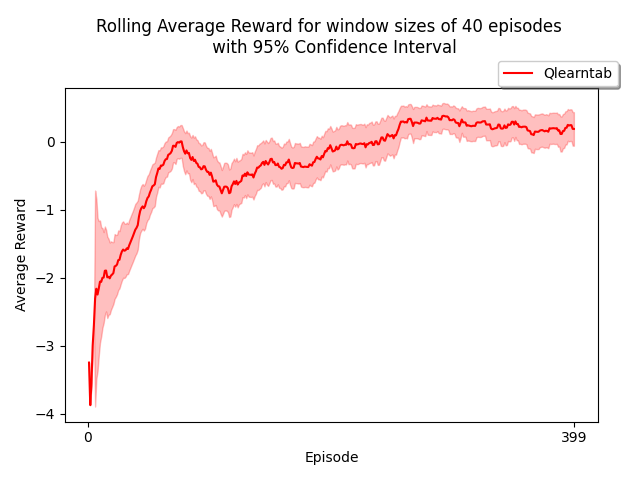 Rolling Average Reward for window sizes of 40 episodes
with 95% Confidence Interval
Qlearntab
0
−1
−2
−3
−4
Average Reward
0
399
Episode